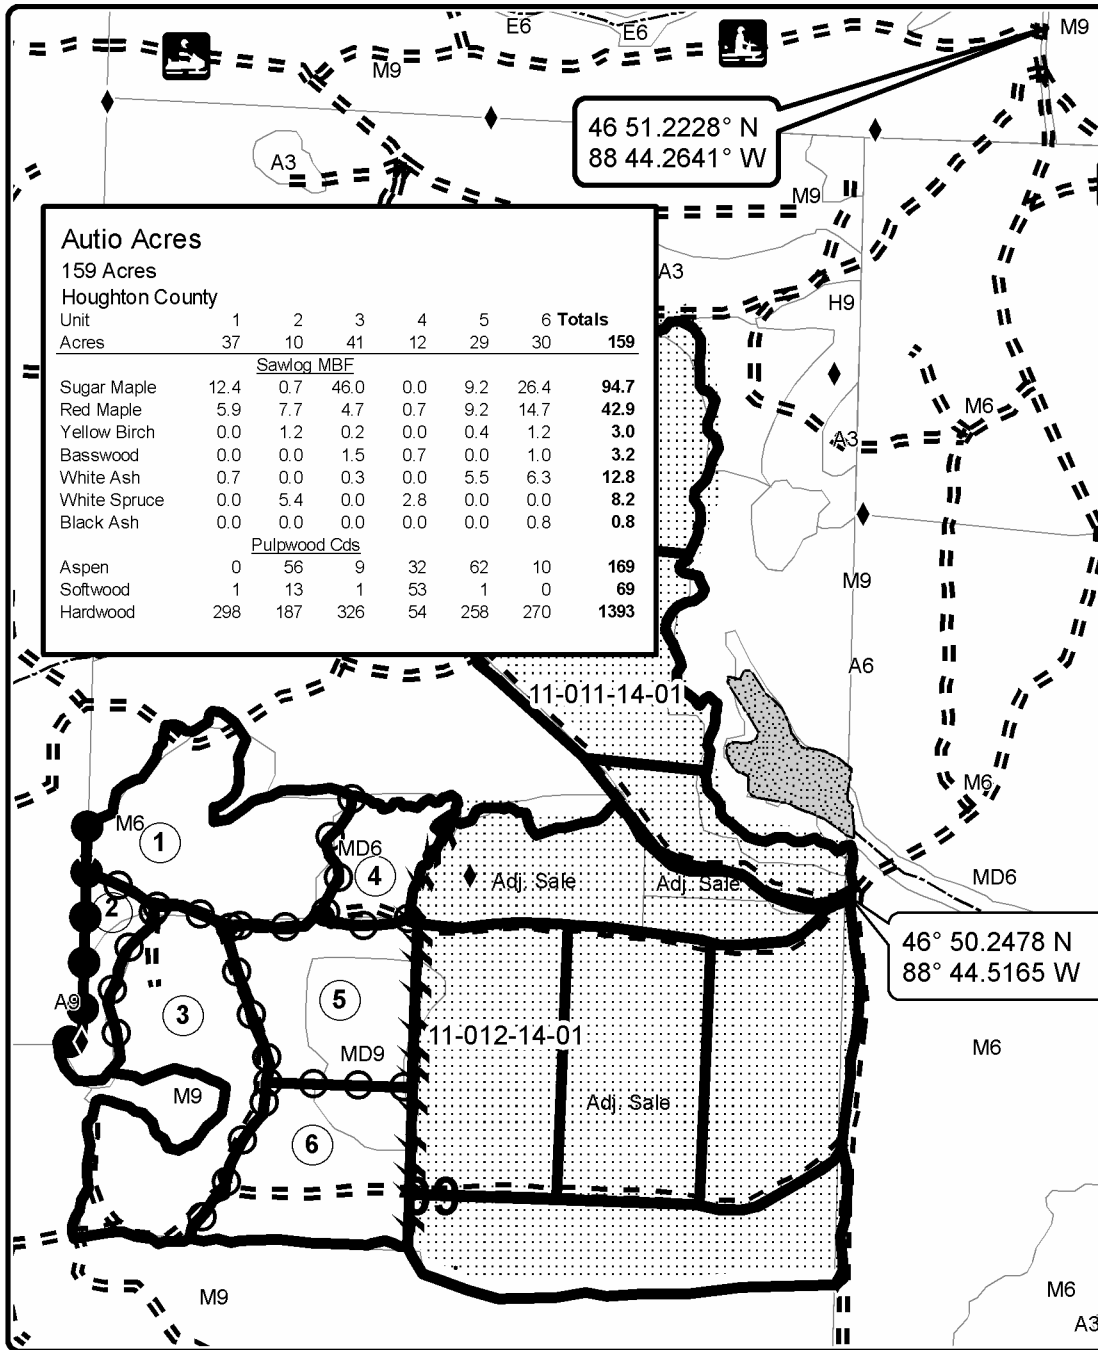 E6
E6
M9
M9
46 51.2228° N
88 44.2641° W
A3
M9
Autio Acres
159 Acres
Houghton County
Unit 1 2 3 4 5 6 Totals
Acres 37 10 41 12 29 30 159
Sawlog MBF
Sugar Maple 12.4 0.7 46.0 0.0 9.2 26.4 94.7
Red Maple 5.9 7.7 4.7 0.7 9.2 14.7 42.9
Yellow Birch 0.0 1.2 0.2 0.0 0.4 1.2 3.0
Basswood 0.0 0.0 1.5 0.7 0.0 1.0 3.2
White Ash 0.7 0.0 0.3 0.0 5.5 6.3 12.8
White Spruce 0.0 5.4 0.0 2.8 0.0 0.0 8.2
Black Ash 0.0 0.0 0.0 0.0 0.0 0.8 0.8
Pulpwood Cds
Aspen 0 56 9 32 62 10 169
Softwood 1 13 1 53 1 0 69
Hardwood 298 187 326 54 258 270 1393
A3
H9
M6
A3
M9
A6
11-011-14-01
M6
M6
1
MD6
4
Adj. Sale
Adj. Sale
MD6
2
46° 50.2478 N
88° 44.5165 W
A9
3
5
11-012-14-01
MD9
M6
M9
Adj. Sale
6
M9
M6
A3